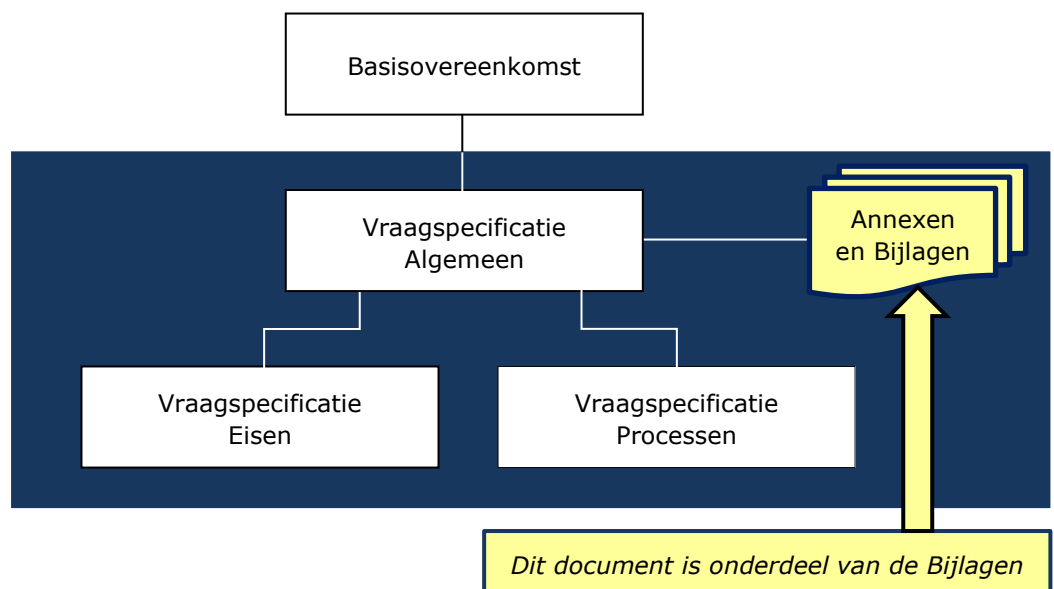 Basisovereenkomst
Vraagspecificatie
Algemeen
Annexen
en Bijlagen
Vraagspecificatie
Eisen
Vraagspecificatie
Processen
Dit document is onderdeel van de Bijlagen